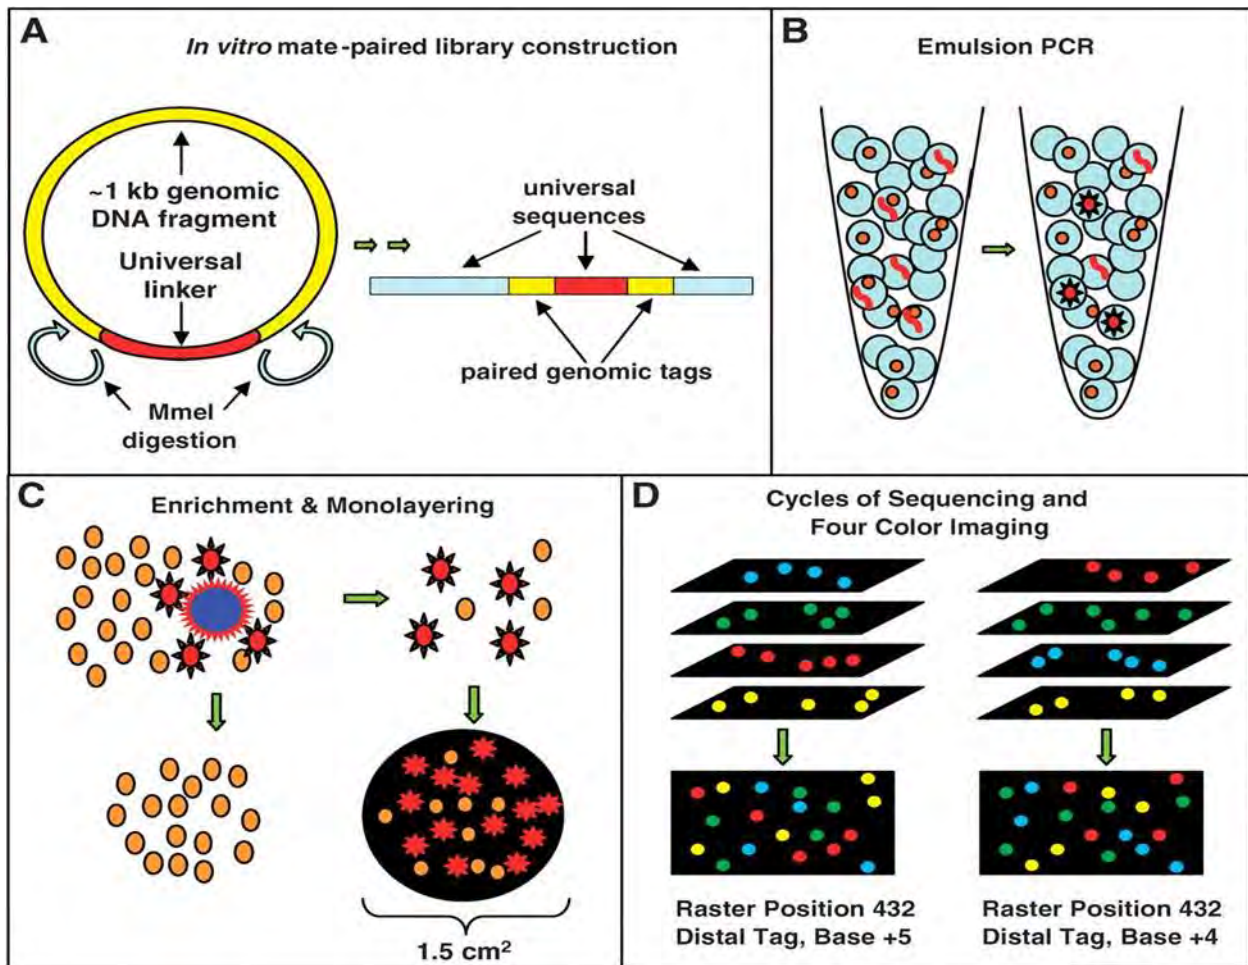 A
In vitro mate-paired library construction
~1 kb genomic
DNA fragment
Universal
linker
MmeI
digestion
universal
sequences
paired genomic tags
B
Emulsion PCR
C
Enrichment & Monolayering
1.5 cm²
D
Cycles of Sequencing and
Four Color Imaging
Raster Position 432
Distal Tag, Base +5
Raster Position 432
Distal Tag, Base +4